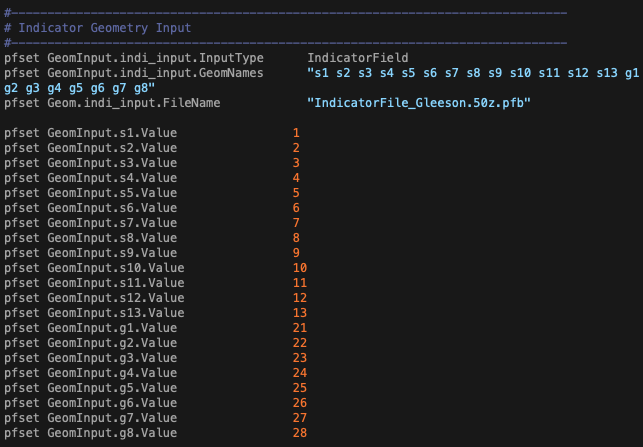 #-----------------------------------------------------------------------------
# Indicator Geometry Input
#-----------------------------------------------------------------------------
pfset GeomInput.indi_input.InputType      IndicatorField
pfset GeomInput.indi_input.GeomNames      "s1 s2 s3 s4 s5 s6 s7 s8 s9 s10 s11 s12 s13 g1
g2 g3 g4 g5 g6 g7 g8"
pfset Geom.indi_input.FileName            "IndicatorFile_Gleeson.50z.pfb"

pfset GeomInput.s1.Value                1
pfset GeomInput.s2.Value                2
pfset GeomInput.s3.Value                3
pfset GeomInput.s4.Value                4
pfset GeomInput.s5.Value                5
pfset GeomInput.s6.Value                6
pfset GeomInput.s7.Value                7
pfset GeomInput.s8.Value                8
pfset GeomInput.s9.Value                9
pfset GeomInput.s10.Value               10
pfset GeomInput.s11.Value               11
pfset GeomInput.s12.Value               12
pfset GeomInput.s13.Value               13
pfset GeomInput.g1.Value                21
pfset GeomInput.g2.Value                22
pfset GeomInput.g3.Value                23
pfset GeomInput.g4.Value                24
pfset GeomInput.g5.Value                25
pfset GeomInput.g6.Value                26
pfset GeomInput.g7.Value                27
pfset GeomInput.g8.Value                28